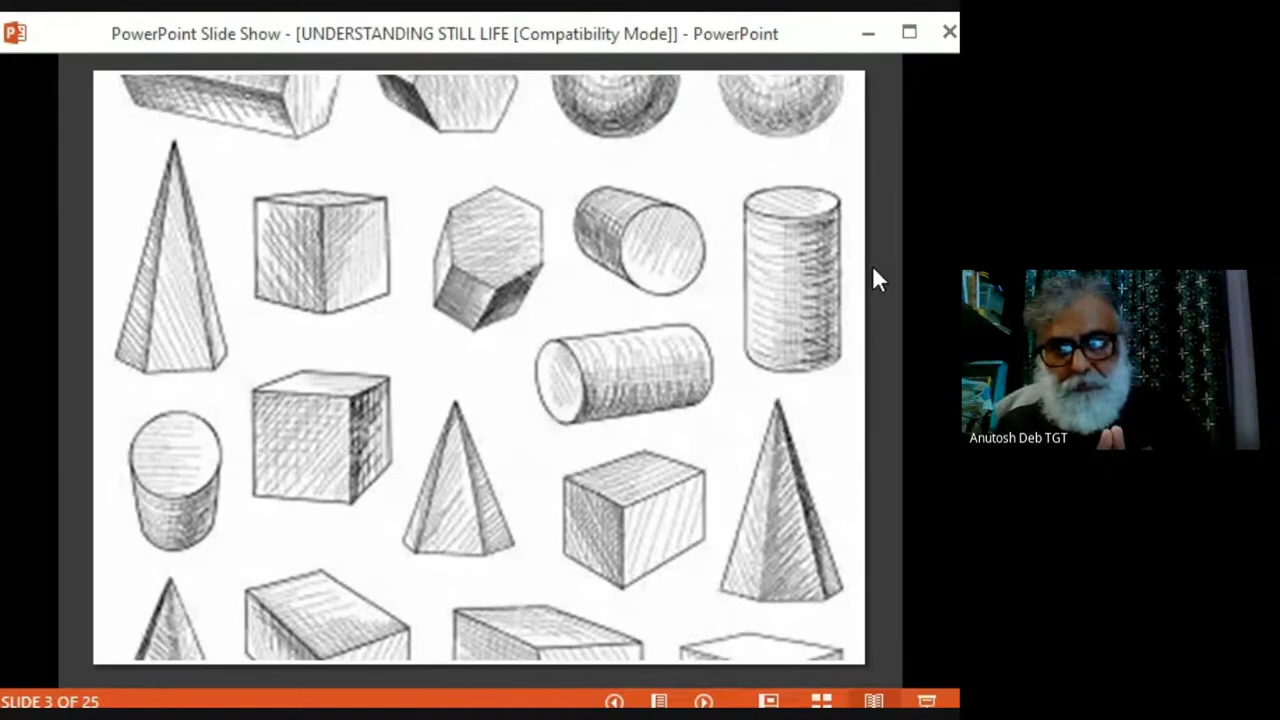 PowerPoint Slide Show - [UNDERSTANDING STILL LIFE [Compatibility Mode]] - PowerPoint
Anutosh Deb TGT
SLIDE 3 OF 25